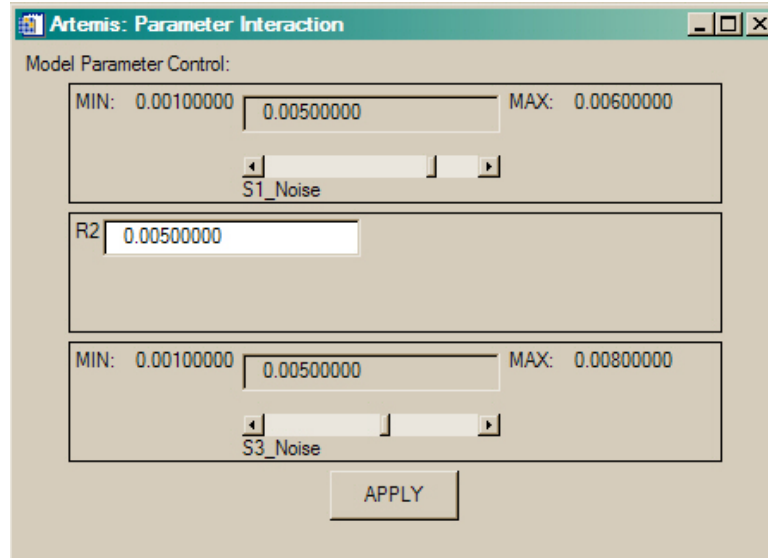 Artemis: Parameter Interaction
Model Parameter Control:
MIN: 0.00100000 0.00500000 MAX: 0.00600000
S1_Noise
R2 0.00500000
MIN: 0.00100000 0.00500000 MAX: 0.00800000
S3_Noise
APPLY